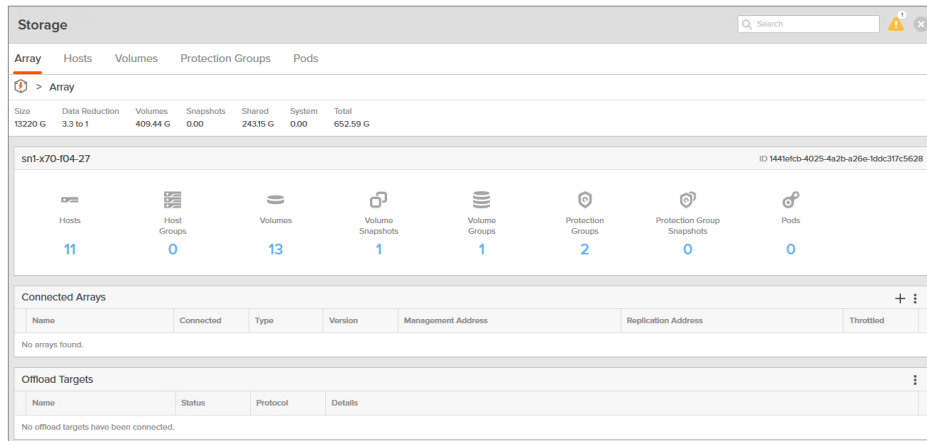 Storage
Search
1
Array Hosts Volumes Protection Groups Pods
> Array
Size Data Reduction Volumes Snapshots Shared System Total
13220 G 3.3 to 1 409.44 G 0.00 243.15 G 0.00 652.59 G
sn1-x70-f04-27 ID 1441efcb-4025-4a2b-a26e-1ddc317c5628
Hosts Host Groups Volumes Volume Snapshots Volume Groups Protection Groups Protection Group Snapshots Pods
11 0 13 1 1 2 0 0
Connected Arrays
Name Connected Type Version Management Address Replication Address Throttled
No arrays found.
Offload Targets
Name Status Protocol Details
No offload targets have been connected.